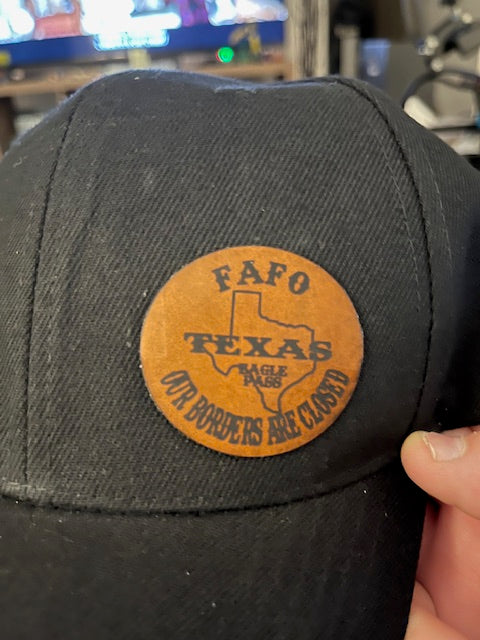 FAFO
TEXAS
EAGLE
PASS
OUR BORDERS ARE CLOSED